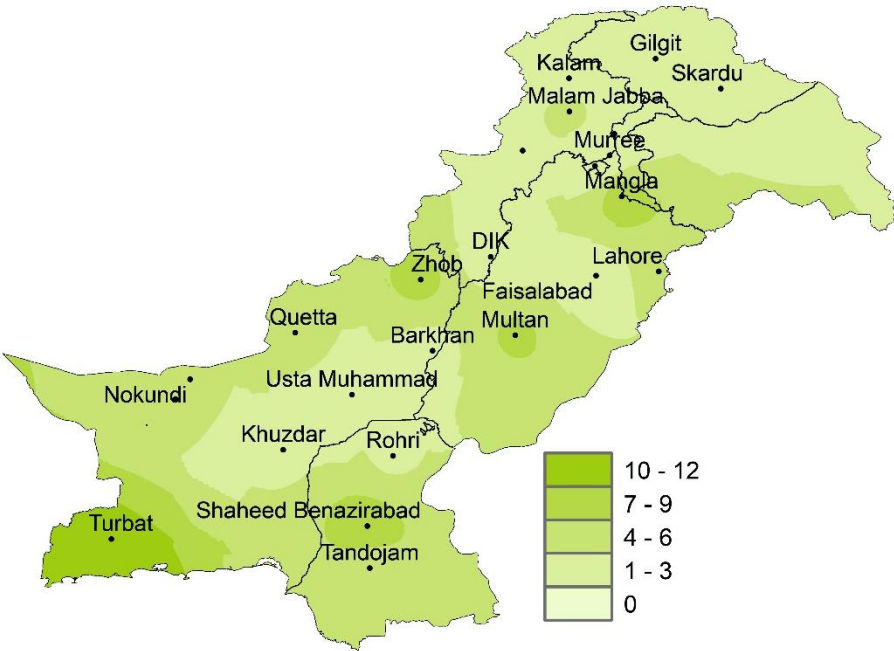 Gilgit
Kalam
Skardu
Malam Jabba
Murree
Mangla
DIK
Lahore
Zhob
Faisalabad
Quetta
Multan
Barkhan
Usta Muhammad
Nokundi
Khuzdar
Rohri
10 - 12
7 - 9
Shaheed Benazirabad
Turbat
4 - 6
Tandojam
1 - 3
0